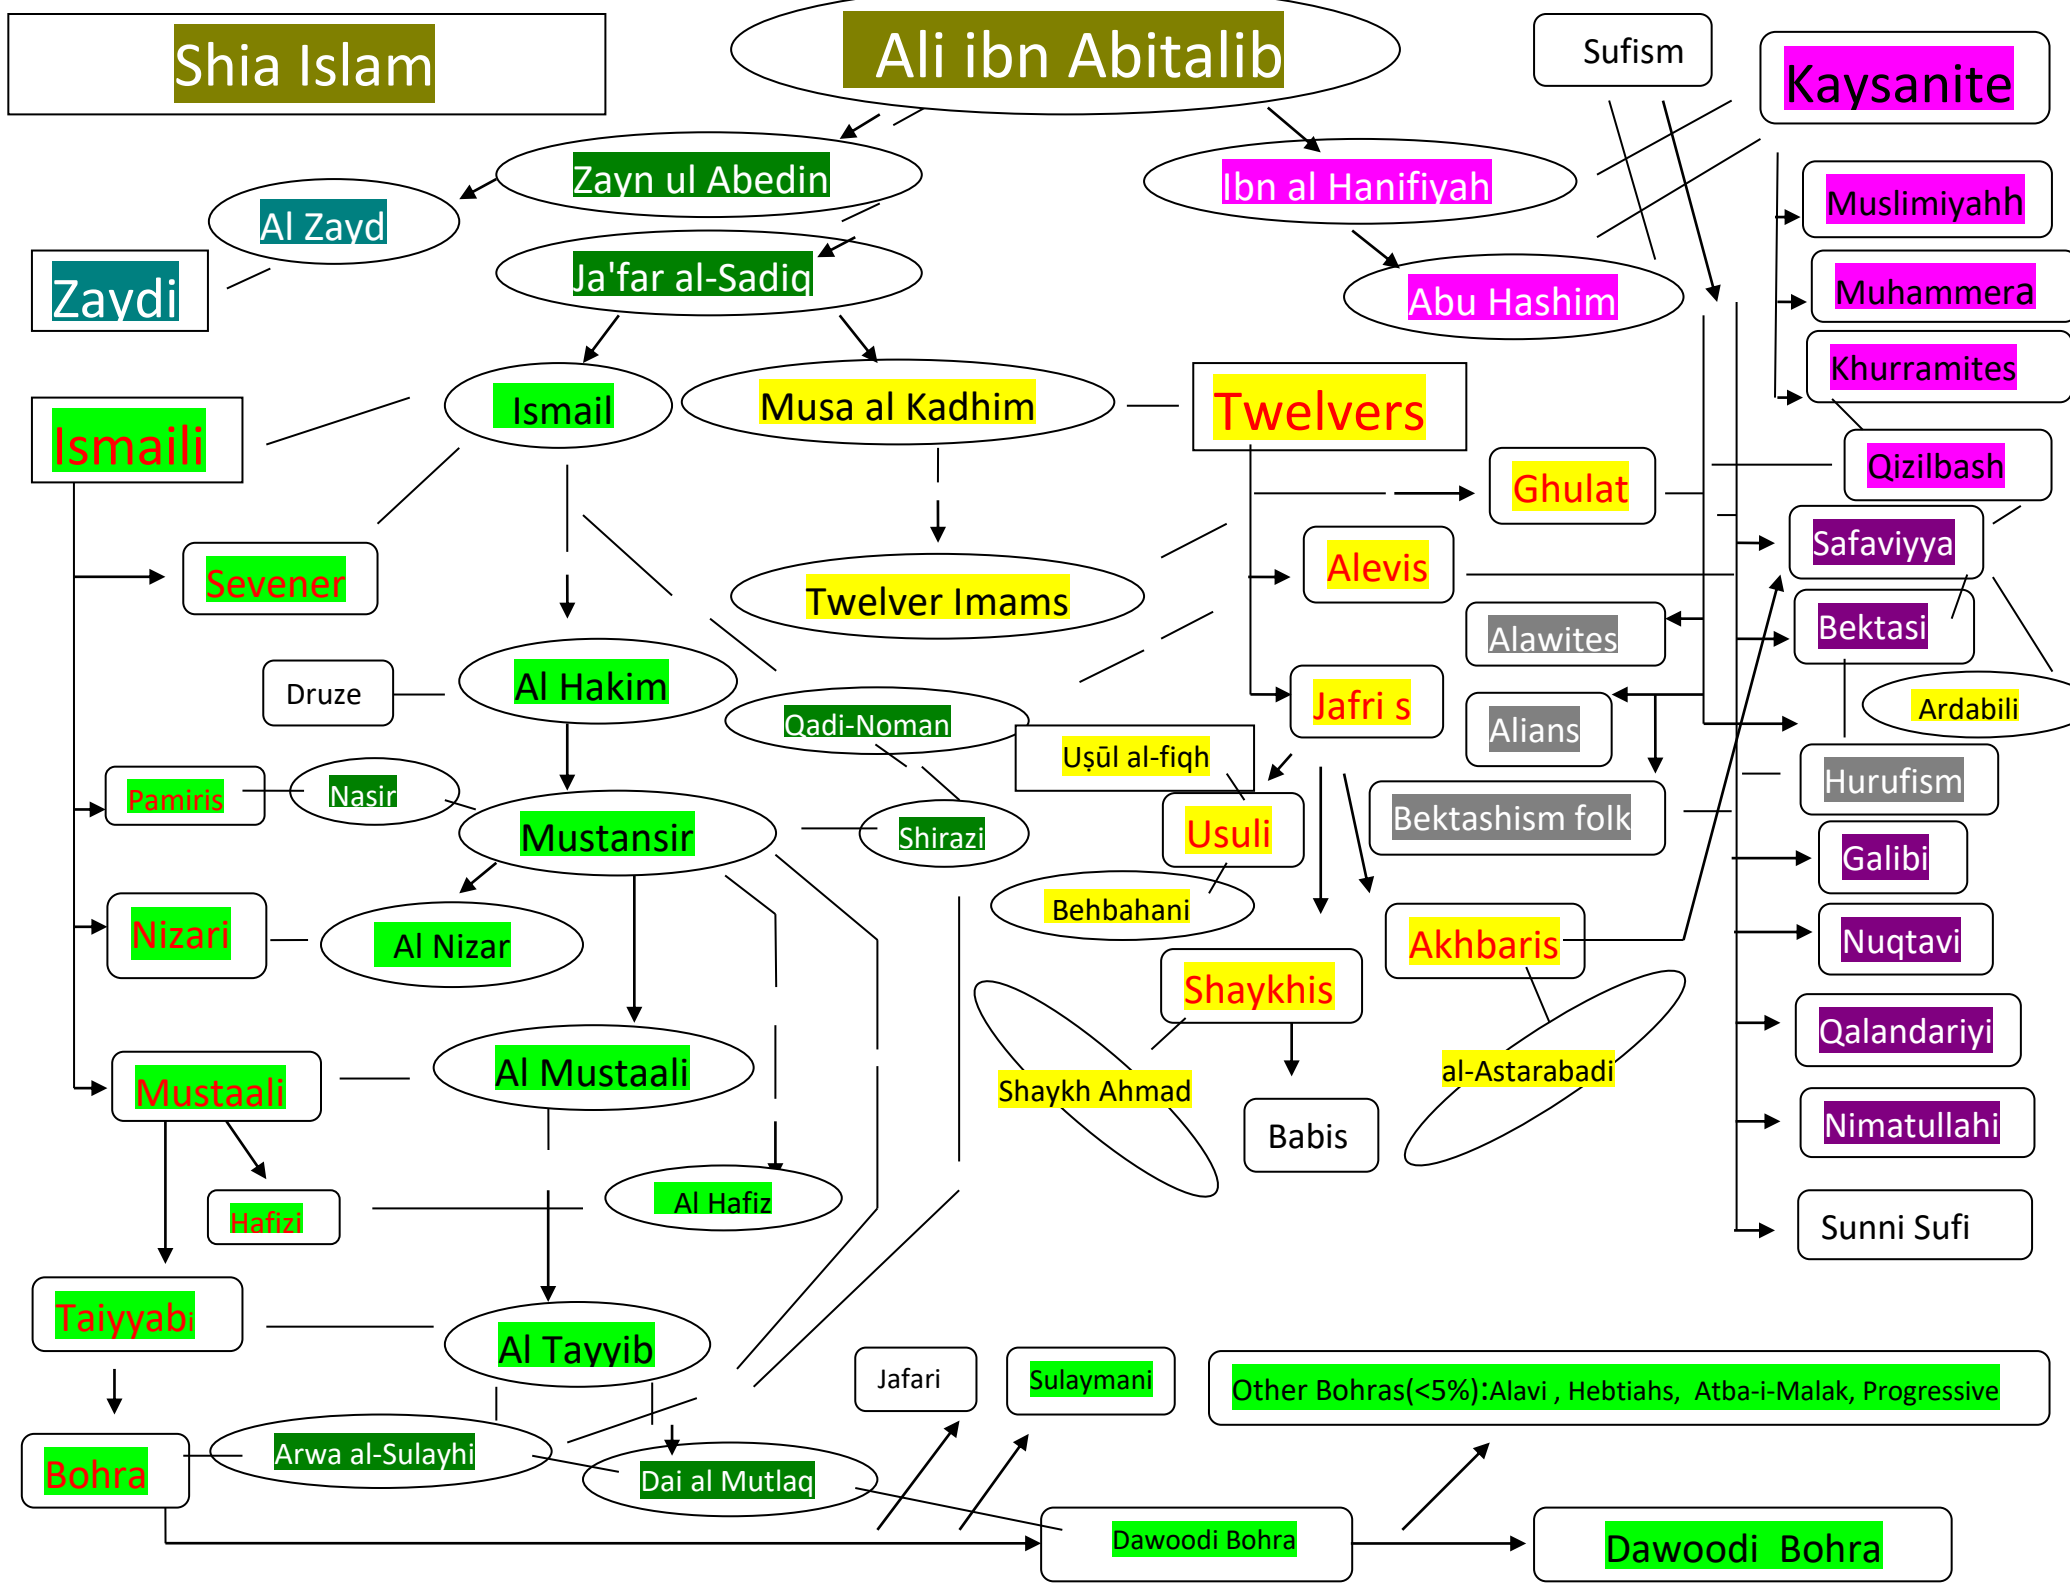 Shia Islam
Ali ibn Abitalib
Sufism
Kaysanite
Zayn ul Abedin
Ibn al Hanifiyah
Muslimiyahh
Al Zayd
Ja'far al-Sadiq
Abu Hashim
Muhammera
Zaydi
Khurramites
Ismail
Musa al Kadhim
Twelvers
Ismaili
Qizilbash
Ghulat
Safaviyya
Sevener
Twelver Imams
Alevis
Alawites
Bektasi
Druze
Al Hakim
Qadi-Noman
Jafri s
Alians
Ardabili
Uṣūl al-fiqh
Hurufism
Pamiris
Nasir
Mustansir
Shirazi
Usuli
Bektashism folk
Galibi
Nizari
Al Nizar
Behbahani
Akhbaris
Nuqtavi
Shaykhis
Qalandariyi
Mustaali
Al Mustaali
Shaykh Ahmad
al-Astarabadi
Babis
Nimatullahi
Hafizi
Al Hafiz
Sunni Sufi
Taiyyabi
Al Tayyib
Jafari
Sulaymani
Other Bohras(<5%):Alavi , Hebtiahs, Atba-i-Malak, Progressive
Bohra
Arwa al-Sulayhi
Dai al Mutlaq
Dawoodi Bohra
Dawoodi Bohra